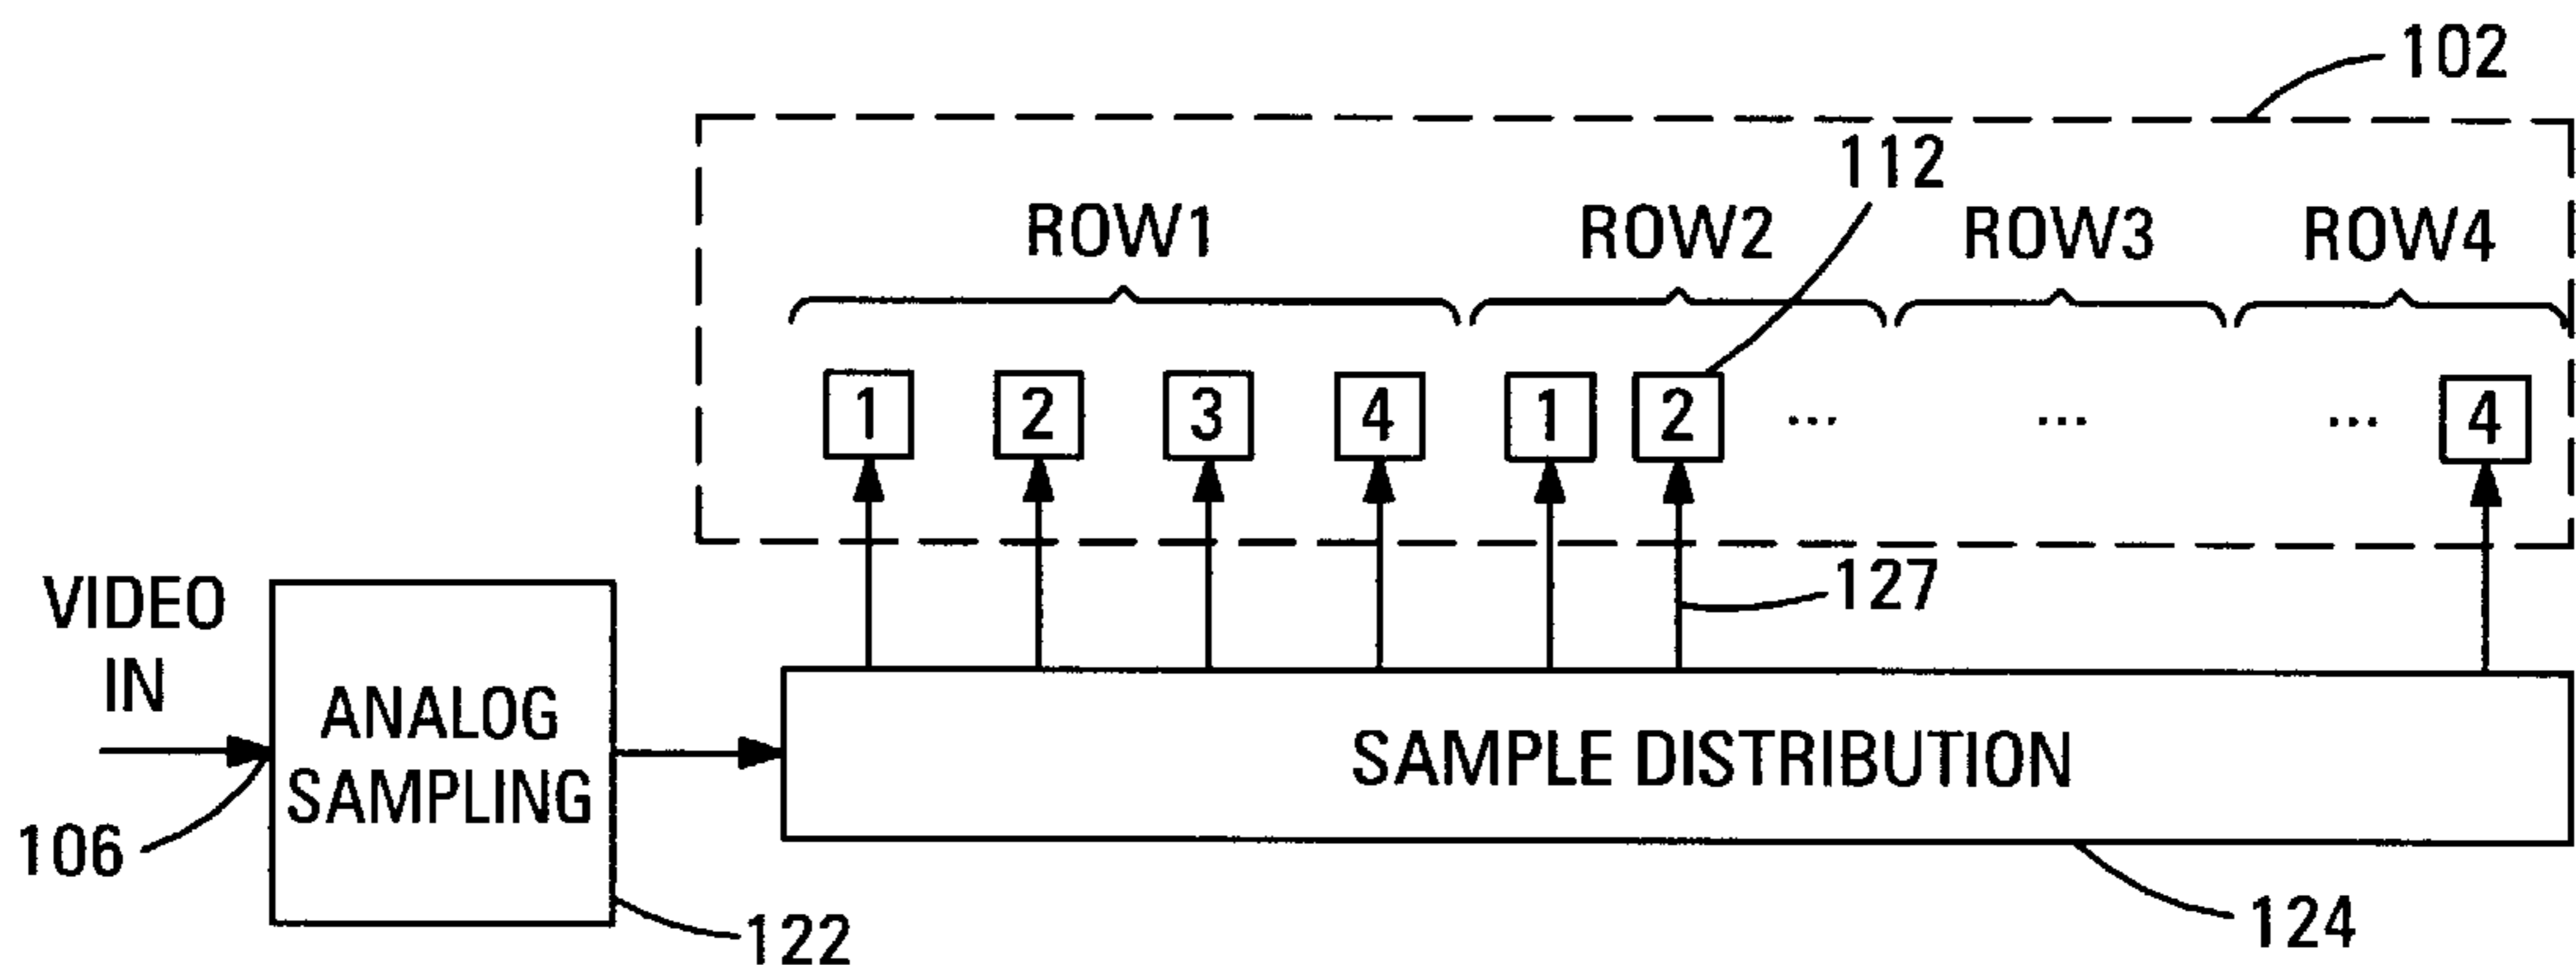 102
112
ROW1 ROW2 ROW3 ROW4
1 2 3 4 1 2 ... ... ... 4
VIDEO
IN
127
ANALOG
SAMPLING
SAMPLE DISTRIBUTION
106
122
124